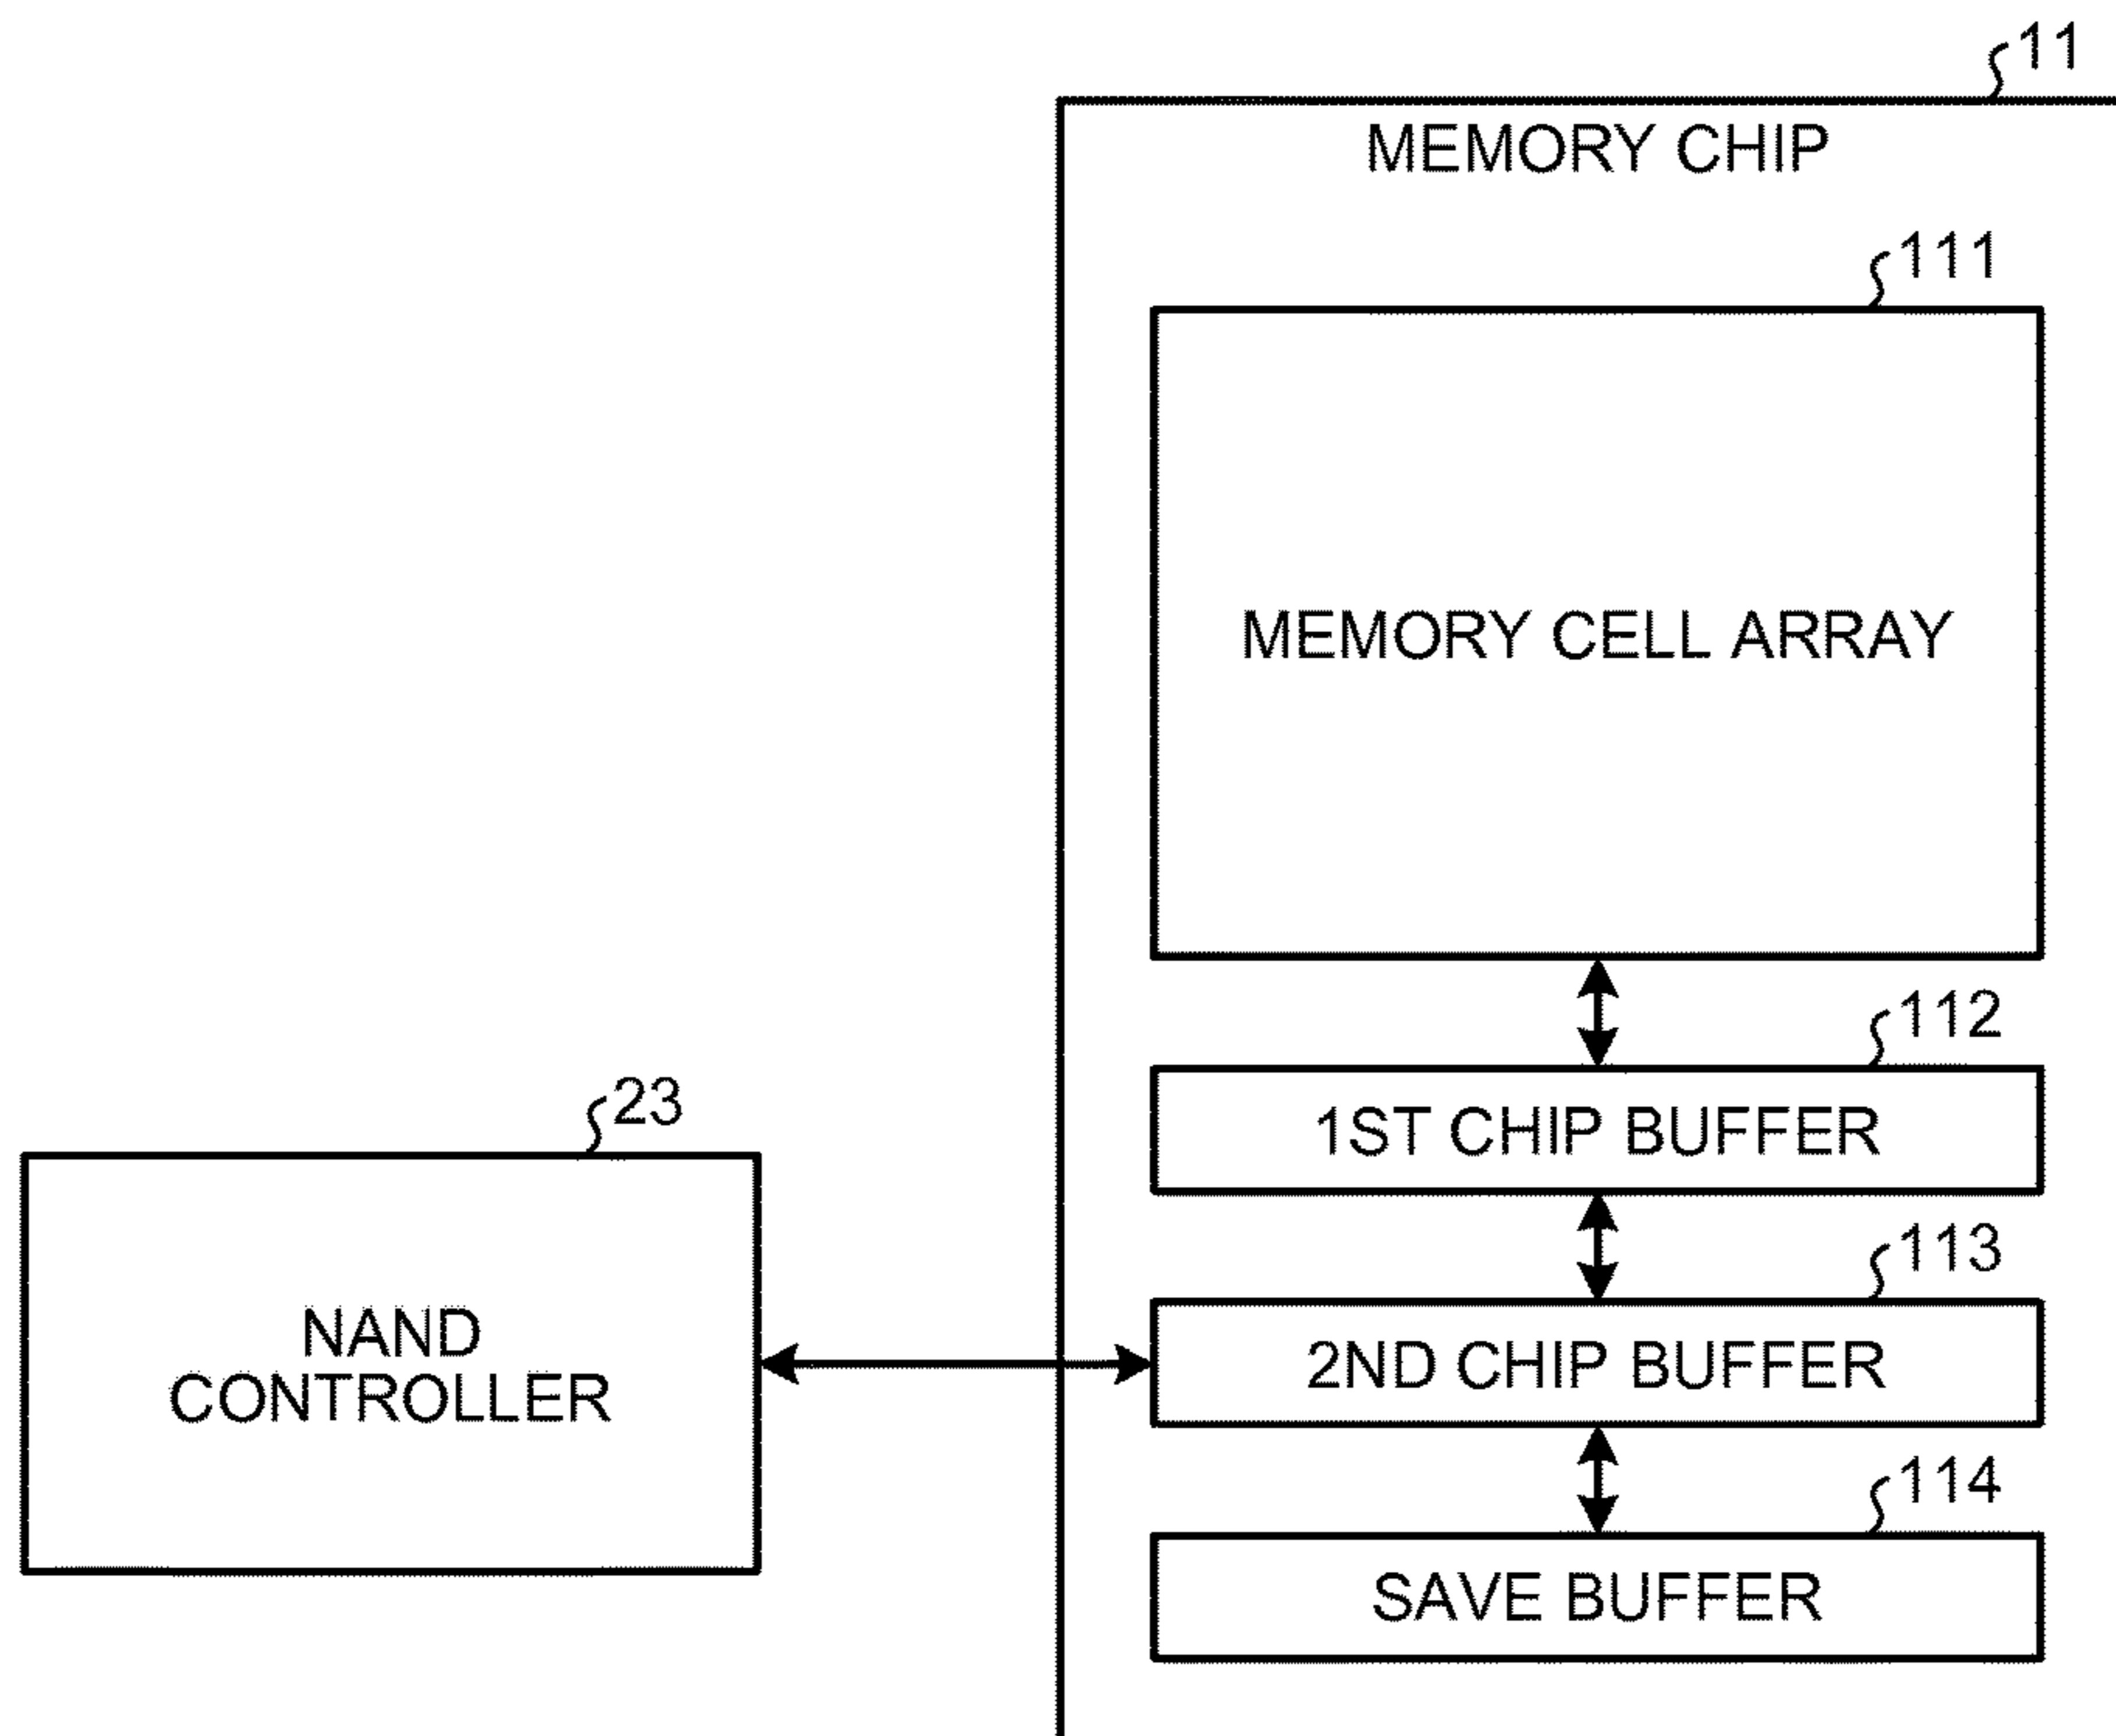 11
MEMORY CHIP
111
MEMORY CELL ARRAY
112
1ST CHIP BUFFER
23
113
NAND
CONTROLLER
2ND CHIP BUFFER
114
SAVE BUFFER